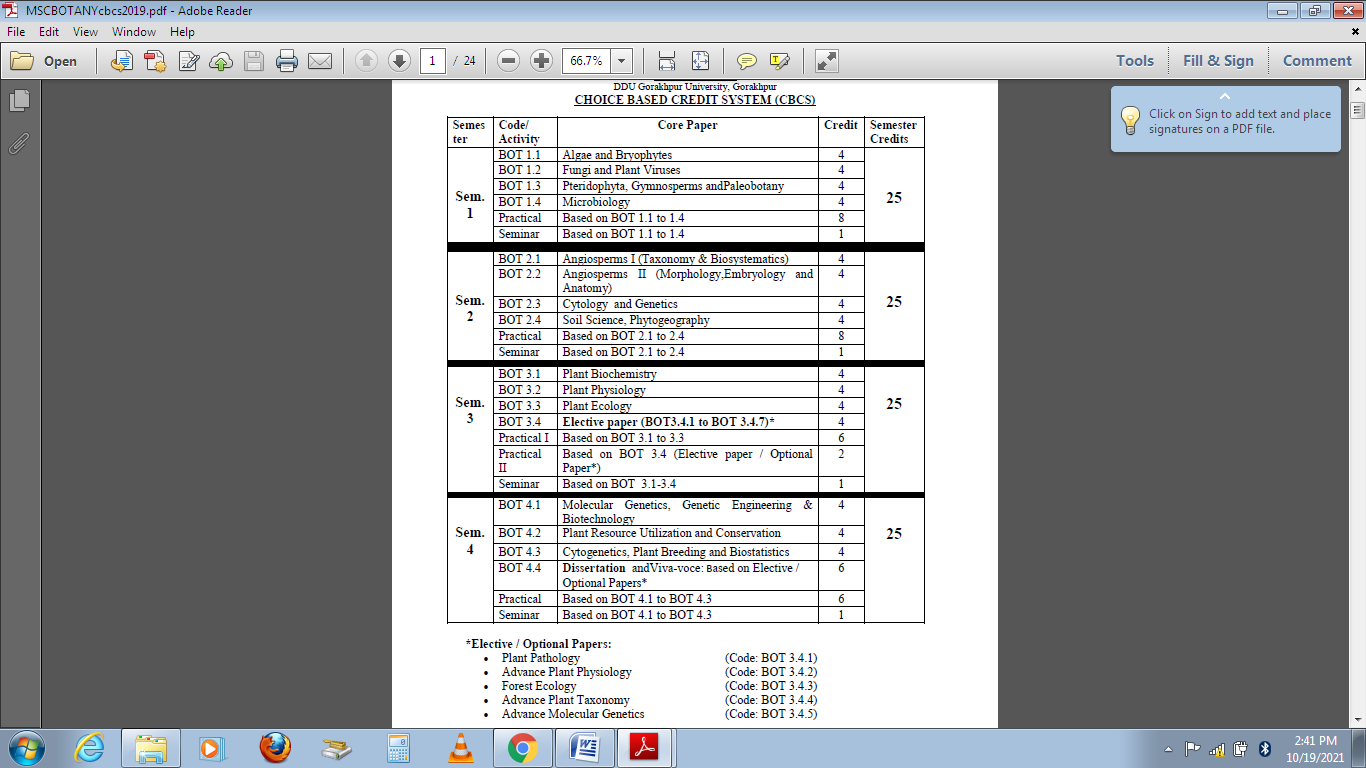 MSCBOTANYcbcs2019.pdf - Adobe Reader
File Edit View Window Help
Open 1 / 24 66.7% Tools Fill & Sign Comment
Click on Sign to add text and place
signatures on a PDF file.
DDU Gorakhpur University, Gorakhpur
CHOICE BASED CREDIT SYSTEM (CBCS)
Semes
ter Code/
Activity Core Paper Credit Semester
Credits
Sem.
1
BOT 1.1 Algae and Bryophytes 4
BOT 1.2 Fungi and Plant Viruses 4
BOT 1.3 Pteridophyta, Gymnosperms andPaleobotany 4
BOT 1.4 Microbiology 4
Practical Based on BOT 1.1 to 1.4 8
Seminar Based on BOT 1.1 to 1.4 1
25
Sem.
2
BOT 2.1 Angiosperms I (Taxonomy & Biosystematics) 4
BOT 2.2 Angiosperms II (Morphology,Embryology and 4
Anatomy)
BOT 2.3 Cytology and Genetics 4
BOT 2.4 Soil Science, Phytogeography 4
Practical Based on BOT 2.1 to 2.4 8
Seminar Based on BOT 2.1 to 2.4 1
25
Sem.
3
BOT 3.1 Plant Biochemistry 4
BOT 3.2 Plant Physiology 4
BOT 3.3 Plant Ecology 4
BOT 3.4 Elective paper (BOT3.4.1 to BOT 3.4.7)* 4
Practical I Based on BOT 3.1 to 3.3 6
Practical Based on BOT 3.4 (Elective paper / Optional 2
II Paper*)
Seminar Based on BOT 3.1-3.4 1
25
Sem.
4
BOT 4.1 Molecular Genetics, Genetic Engineering & 4
Biotechnology
BOT 4.2 Plant Resource Utilization and Conservation 4
BOT 4.3 Cytogenetics, Plant Breeding and Biostatistics 4
BOT 4.4 Dissertation andViva-voce: Based on Elective / 6
Optional Papers*
Practical Based on BOT 4.1 to BOT 4.3 6
Seminar Based on BOT 4.1 to BOT 4.3 1
25
*Elective / Optional Papers:
• Plant Pathology (Code: BOT 3.4.1)
• Advance Plant Physiology (Code: BOT 3.4.2)
• Forest Ecology (Code: BOT 3.4.3)
• Advance Plant Taxonomy (Code: BOT 3.4.4)
• Advance Molecular Genetics (Code: BOT 3.4.5)
2:41 PM
10/19/2021